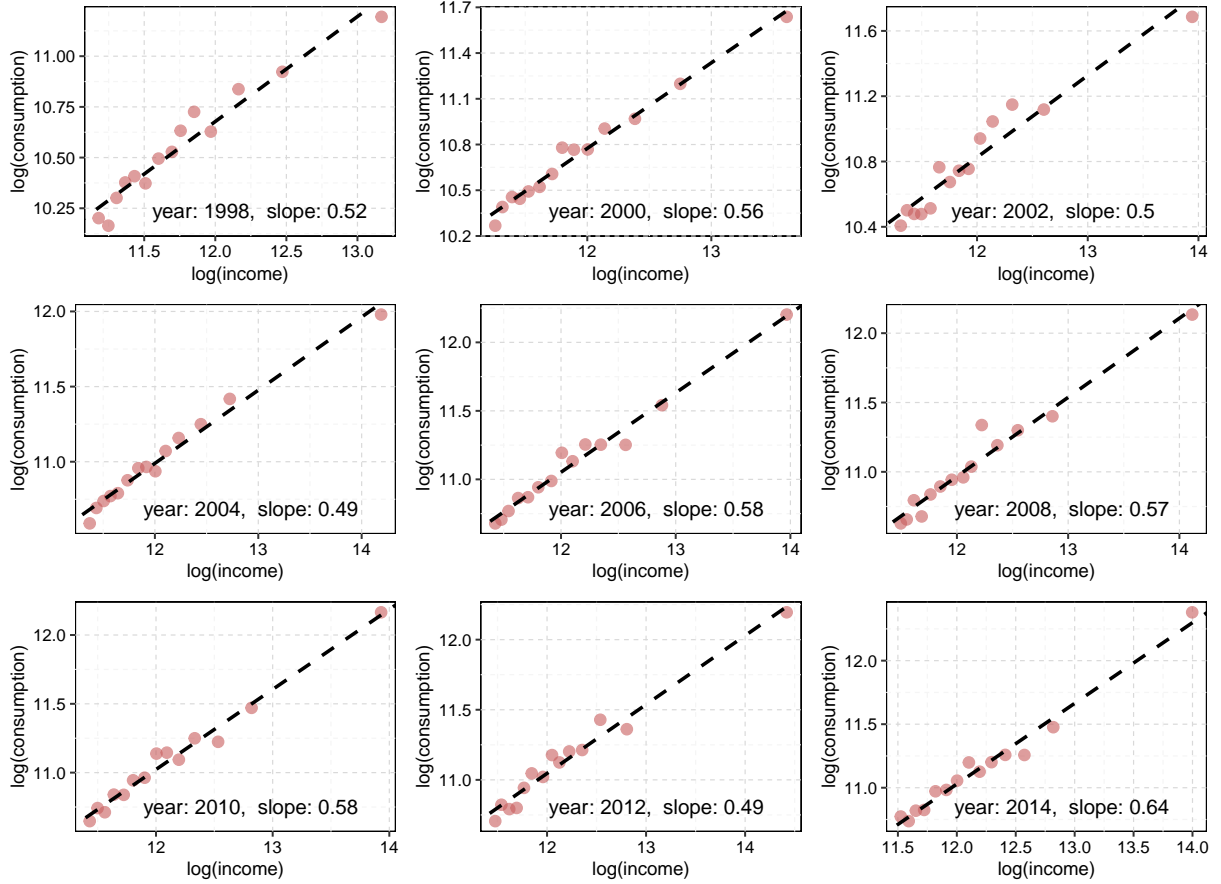 log(consumption)
11.00
10.75
10.50
10.25
year: 1998,  slope: 0.52
11.5 12.0 12.5 13.0
log(income)
log(consumption)
11.7
11.4
11.1
10.8
10.5
10.2
year: 2000,  slope: 0.56
12 13
log(income)
log(consumption)
11.6
11.2
10.8
10.4
year: 2002,  slope: 0.5
12 13 14
log(income)
log(consumption)
12.0
11.5
11.0
year: 2004,  slope: 0.49
12 13 14
log(income)
log(consumption)
12.0
11.5
11.0
year: 2006,  slope: 0.58
12 13 14
log(income)
log(consumption)
12.0
11.5
11.0
year: 2008,  slope: 0.57
12 13 14
log(income)
log(consumption)
12.0
11.5
11.0
year: 2010,  slope: 0.58
12 13 14
log(income)
log(consumption)
12.0
11.5
11.0
year: 2012,  slope: 0.49
12 13 14
log(income)
log(consumption)
12.0
11.5
11.0
year: 2014,  slope: 0.64
11.5 12.0 12.5 13.0 13.5 14.0
log(income)